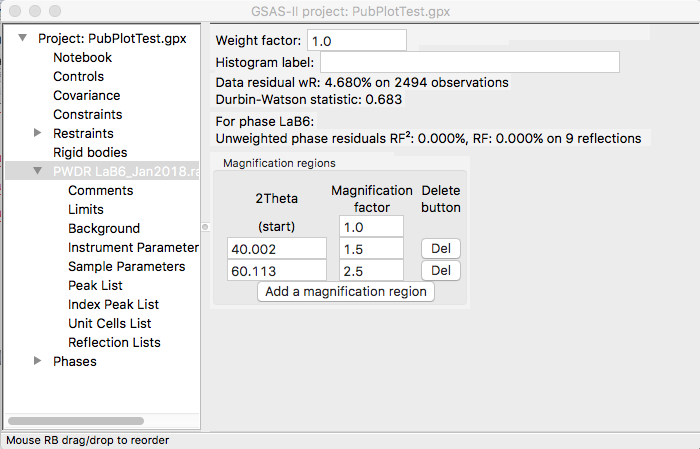 GSAS-II project: PubPlotTest.gpx
Project: PubPlotTest.gpx
Notebook
Controls
Covariance
Constraints
Restraints
Rigid bodies
PWDR LaB6_Jan2018.ra
Comments
Limits
Background
Instrument Parameter
Sample Parameters
Peak List
Index Peak List
Unit Cells List
Reflection Lists
Phases
Weight factor: 1.0
Histogram label:
Data residual wR: 4.680% on 2494 observations
Durbin-Watson statistic: 0.683
For phase LaB6:
Unweighted phase residuals RF²: 0.000%, RF: 0.000% on 9 reflections
Magnification regions
2Theta Magnification factor Delete button
(start) 1.0
40.002 1.5 Del
60.113 2.5 Del
Add a magnification region
Mouse RB drag/drop to reorder